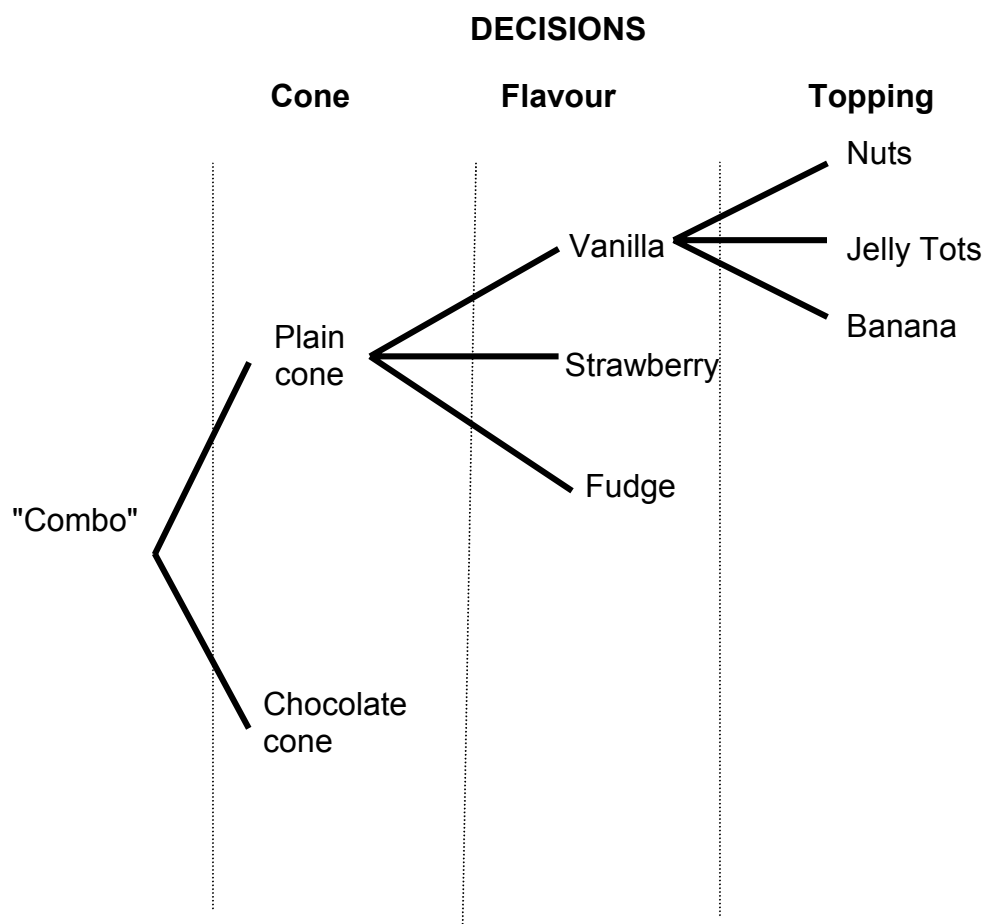 DECISIONS
Cone Flavour Topping
Nuts
Vanilla
Jelly Tots
Banana
Plain
cone
Strawberry
Fudge
"Combo"
Chocolate
cone